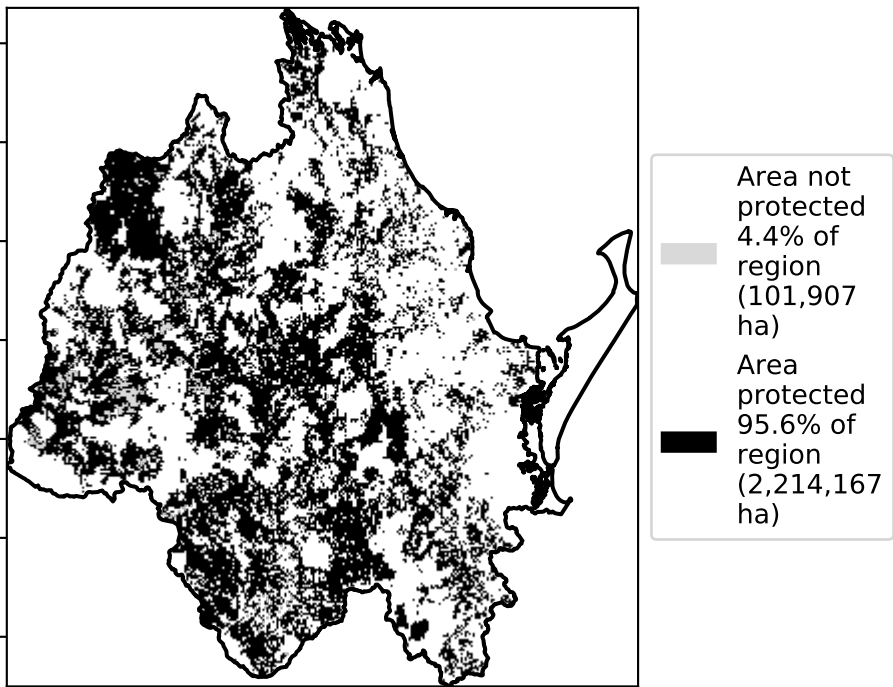 Area not
protected
4.4% of
region
(101,907
ha)
Area
protected
95.6% of
region
(2,214,167
ha)